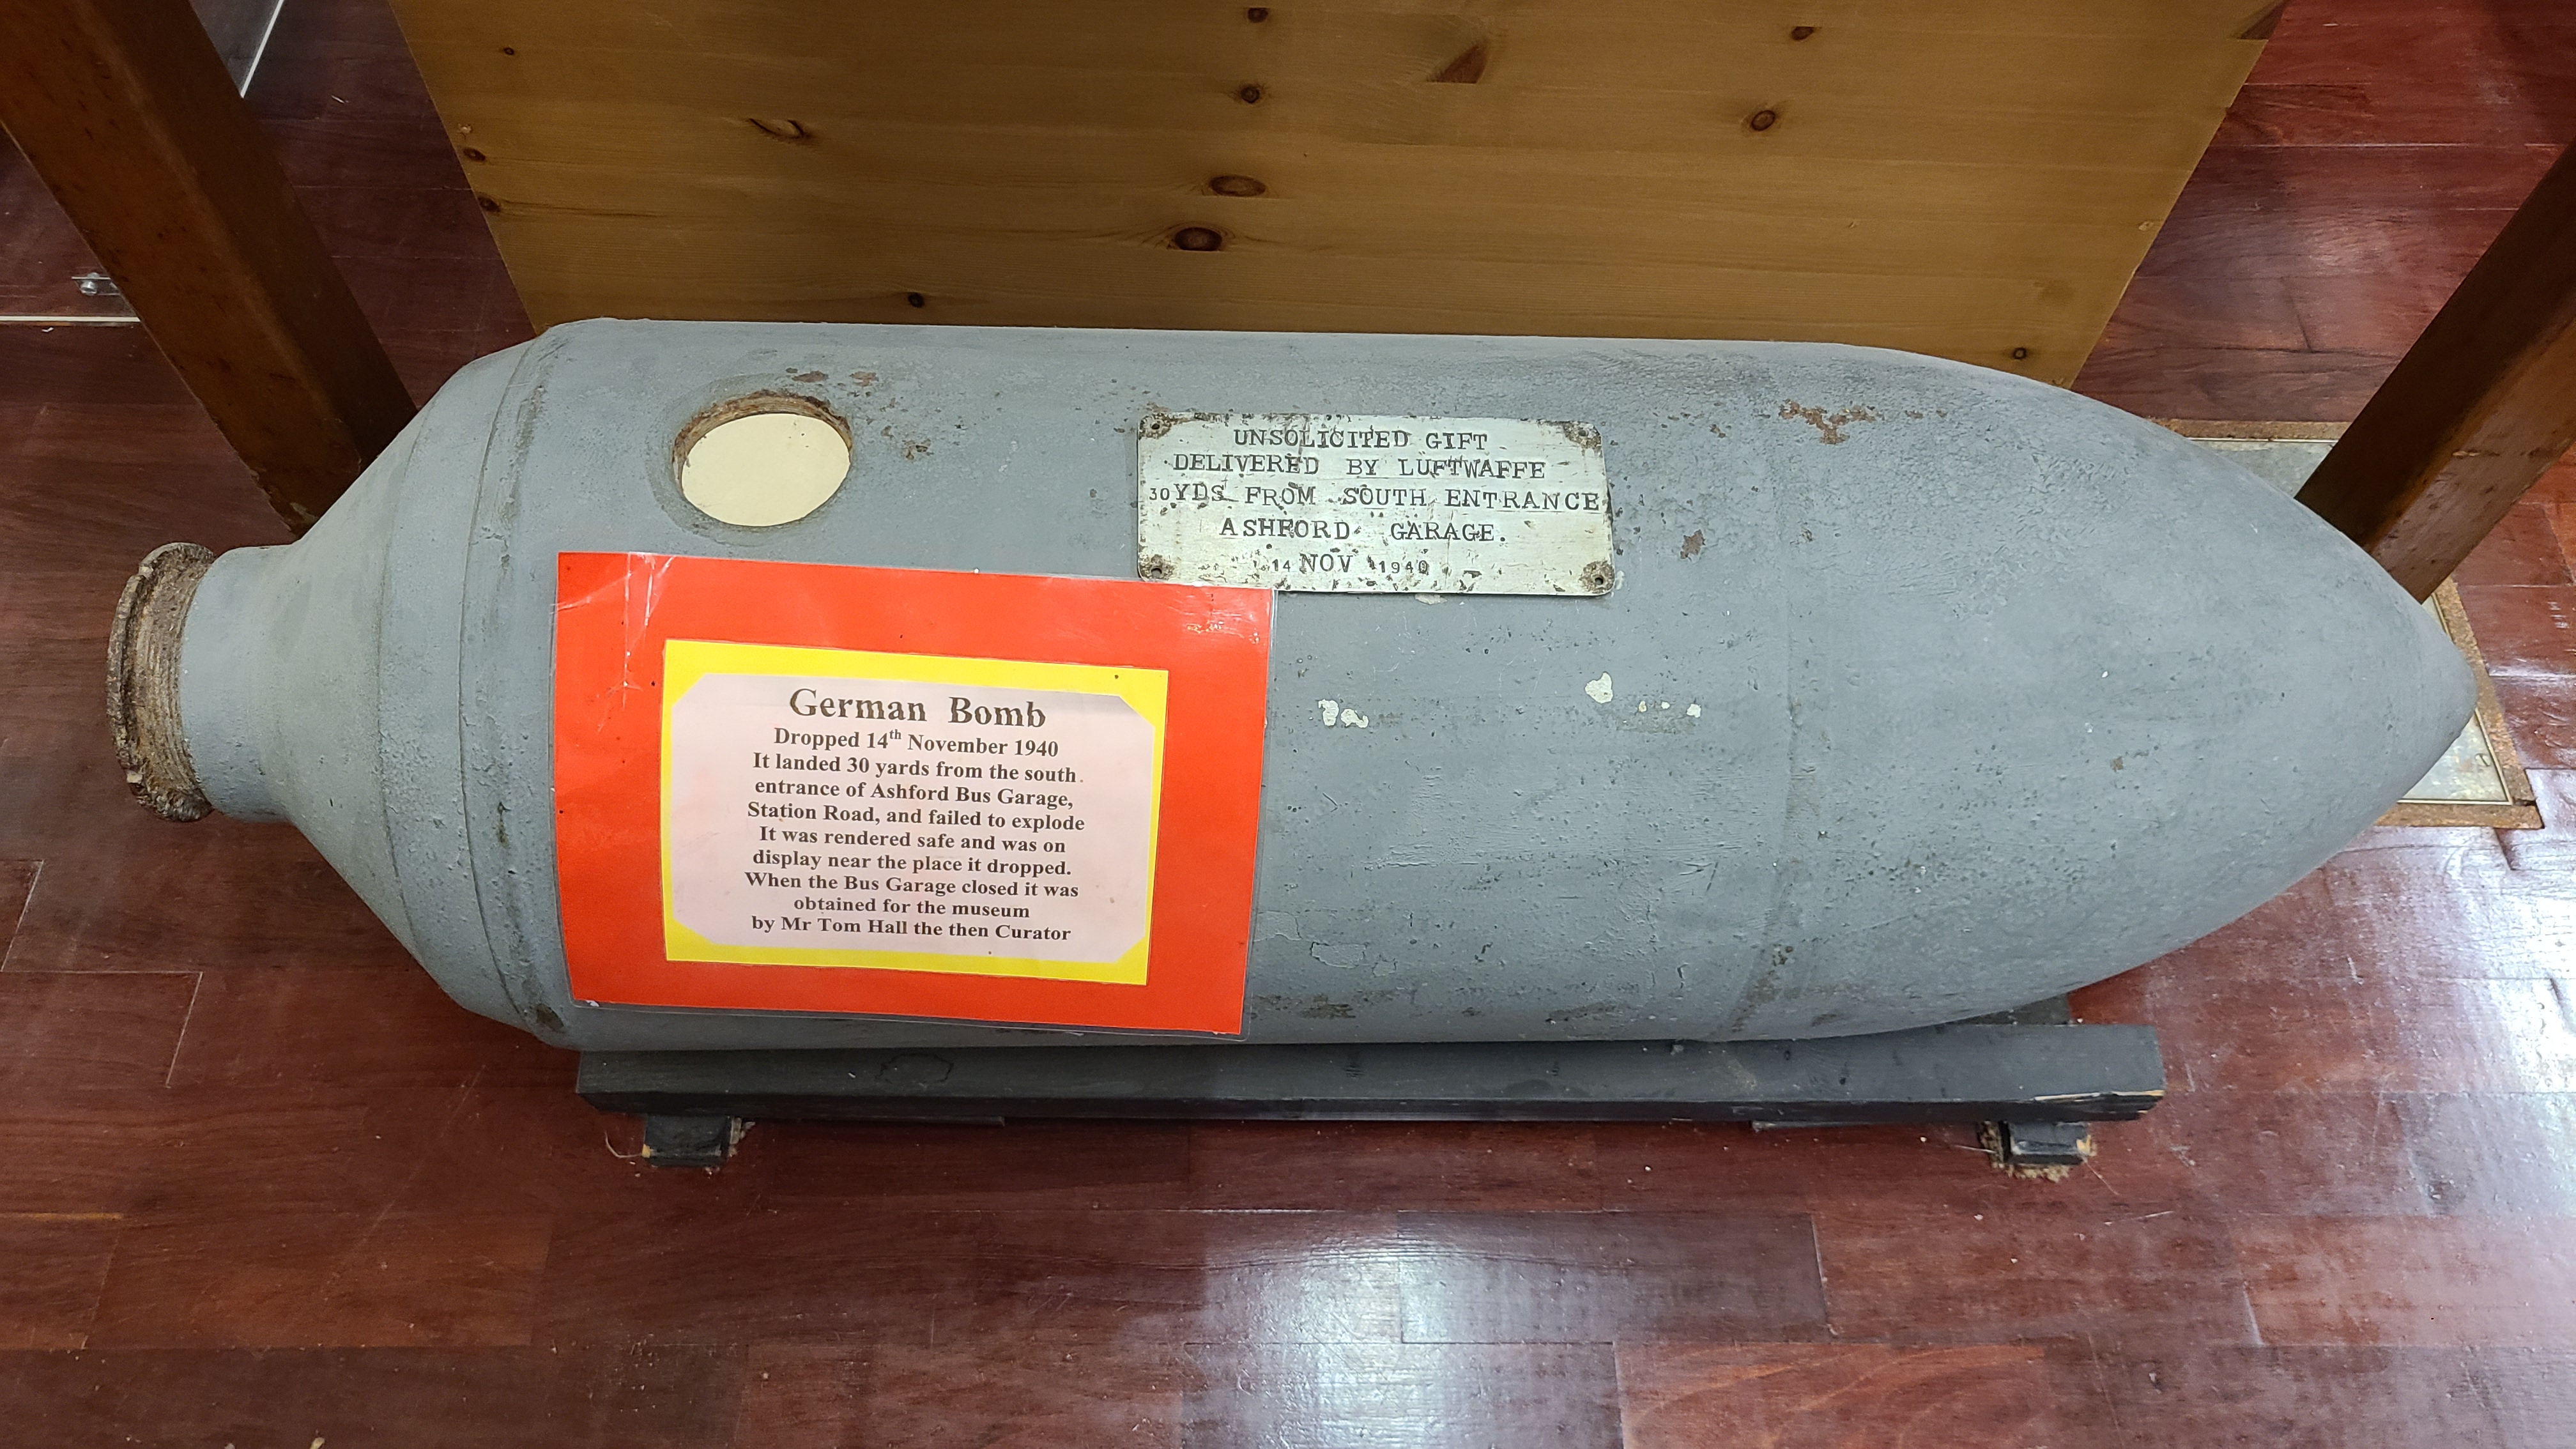 UNSOLICITED GIFT
DELIVERED BY LUFTWAFFE
30 YDS FROM SOUTH ENTRANCE
ASHFORD GARAGE.
14 NOV 1940
German Bomb
Dropped 14th November 1940
It landed 30 yards from the south
entrance of Ashford Bus Garage,
Station Road, and failed to explode
It was rendered safe and was on
display near the place it dropped.
When the Bus Garage closed it was
obtained for the museum
by Mr Tom Hall the then Curator